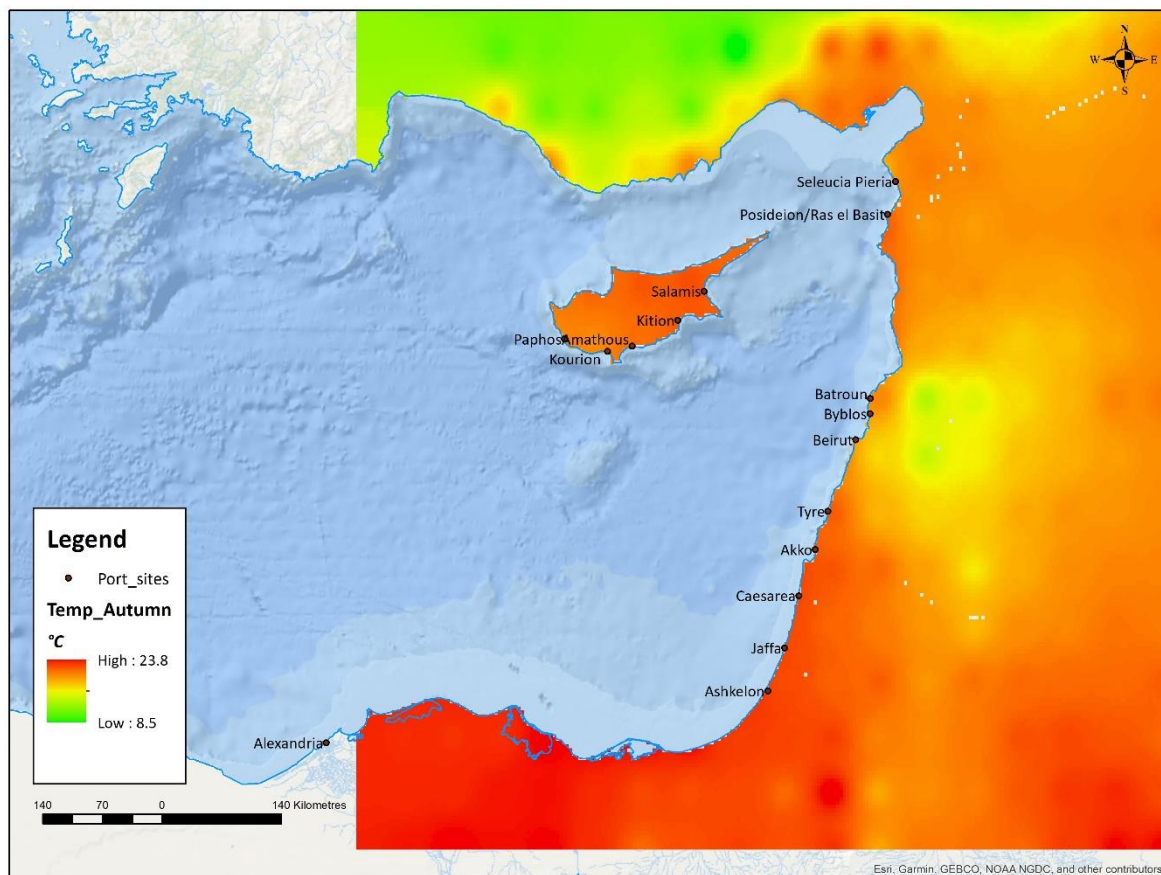 N
W E
S
Seleucia Pieria
Posideion/Ras el Basit
Salamis
Kition
Paphos
Amathous
Kourion
Batroun
Byblos
Beirut
Tyre
Akko
Caesarea
Jaffa
Ashkelon
Alexandria
Legend
Port_sites
Temp_Autumn
°C
High : 23.8
Low : 8.5
140 70 0 140 Kilometres
Esri, Garmin, GEBCO, NOAA NGDC, and other contributors